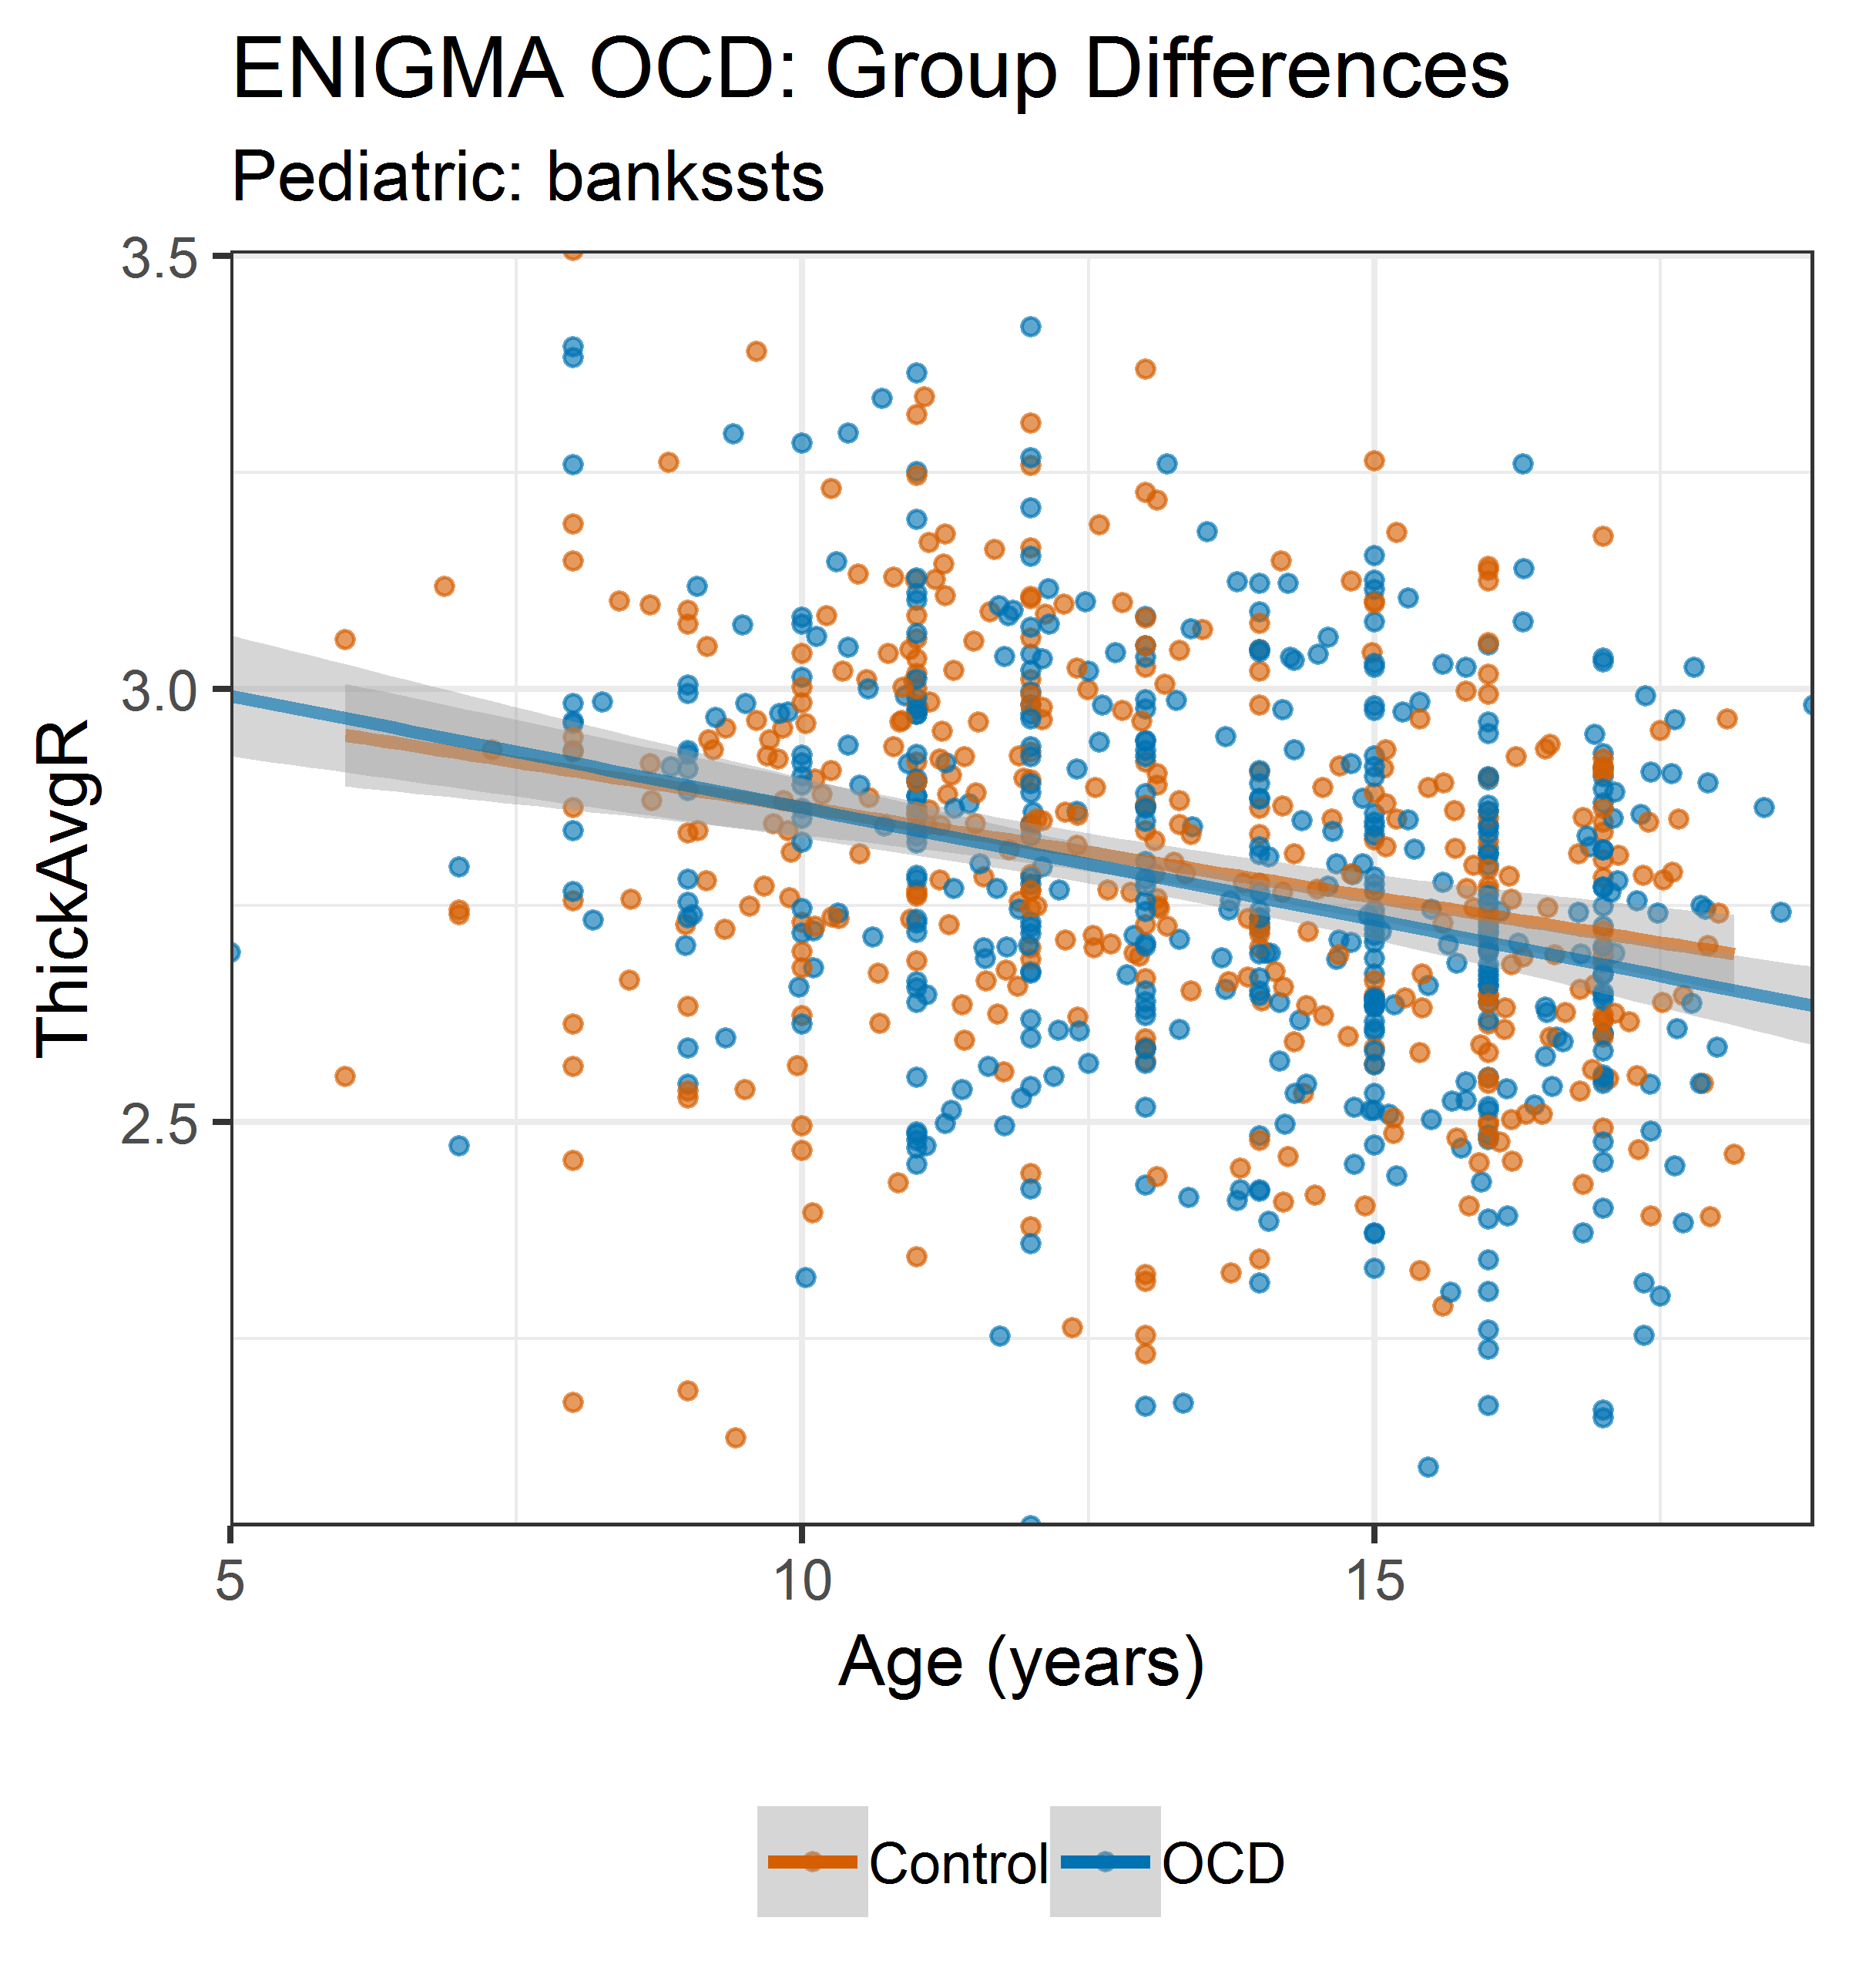 ENIGMA OCD: Group Differences
Pediatric: bankssts
3.5
3.0
2.5
ThickAvgR
5 10 15
Age (years)
Control OCD